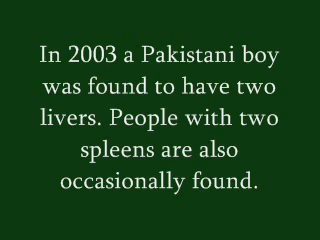 In 2003 a Pakistani boy
was found to have two
livers. People with two
spleens are also
occasionally found.